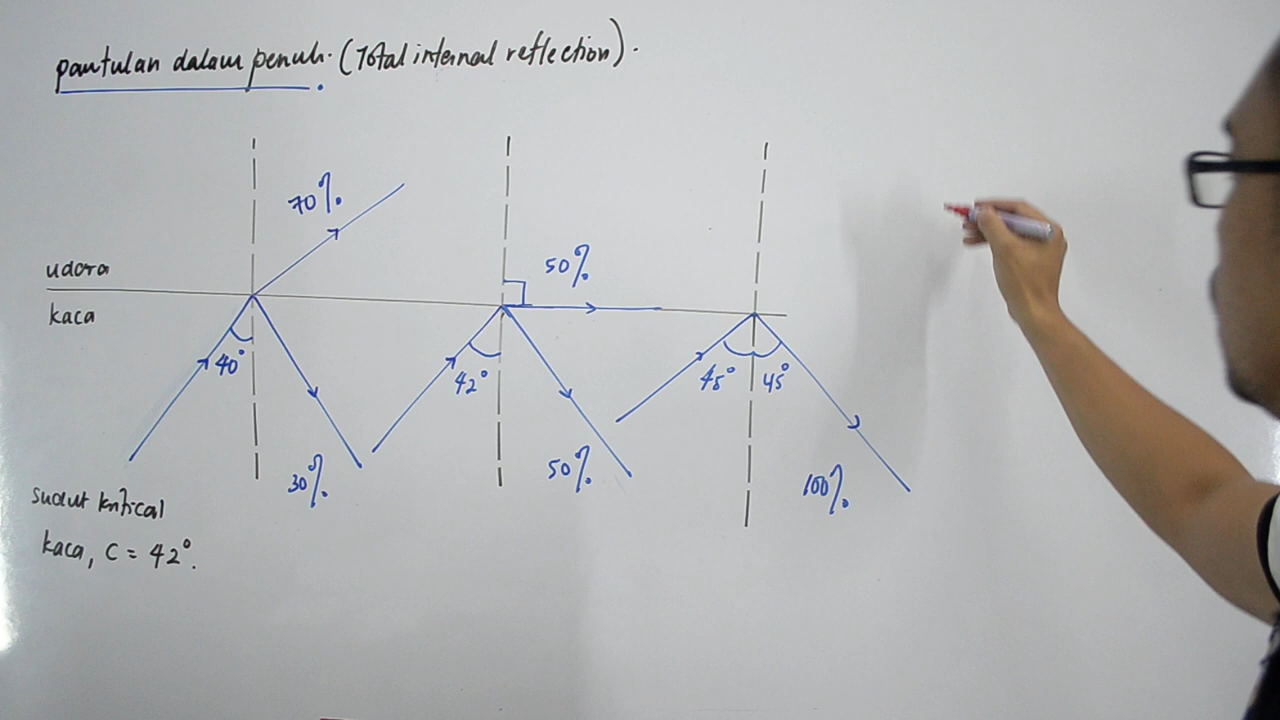 pantulan dalam penuh. (Total internal reflection).
70%
udara
kaca
50%
40°
42°
45° 45°
30%
50%
100%
sudut kritical
kaca, C = 42°.